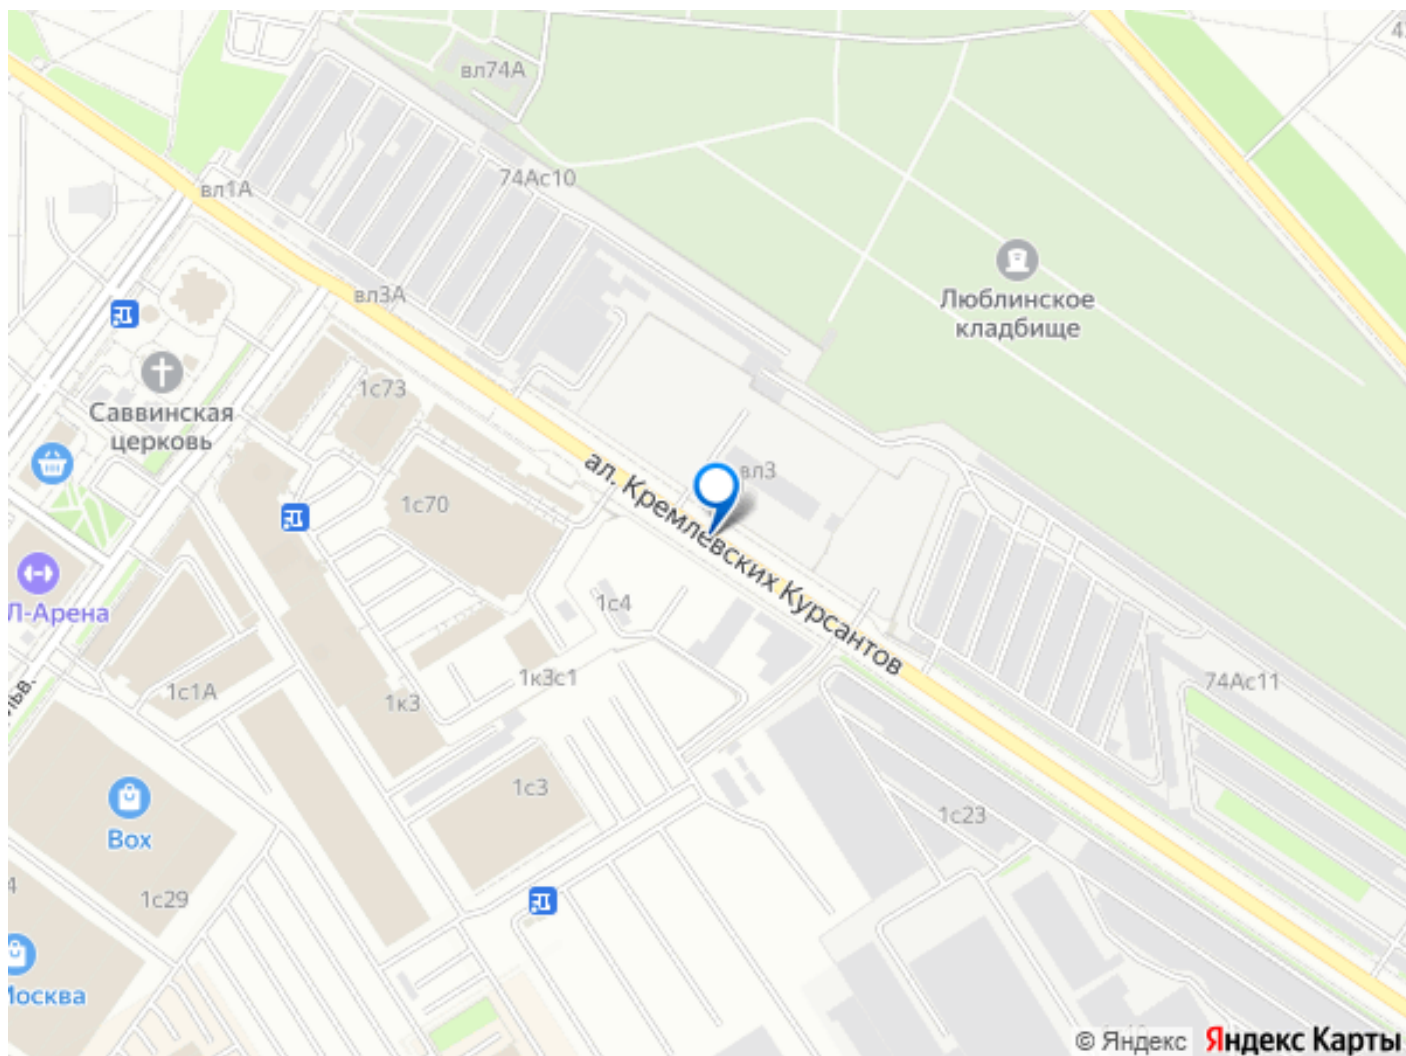 вл74А
74Ас10
вл1А
вл3А
Люблинское
кладбище
1с73
Саввинская
церковь
вл3
ал. Кремлёвских Курсантов
1с70
1с4
Л-Арена
1с1А
1к3с1
1к3
74Ас11
1с3
1с23
Вох
1с29
Москва
© Яндекс Яндекс Карты